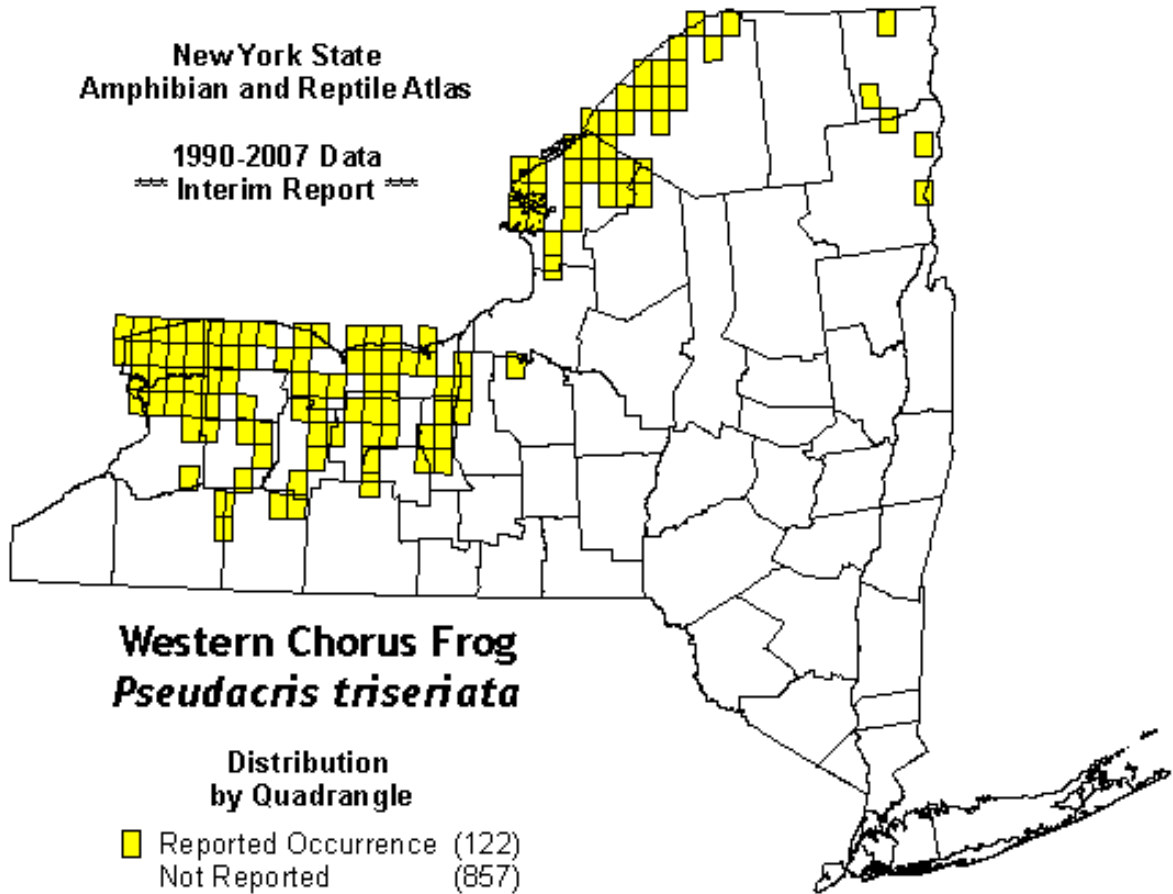 New York State
Amphibian and Reptile Atlas
1990-2007 Data
*** Interim Report ***
Western Chorus Frog
Pseudacris triseriata
Distribution
by Quadrangle
Reported Occurrence (122)
Not Reported (857)